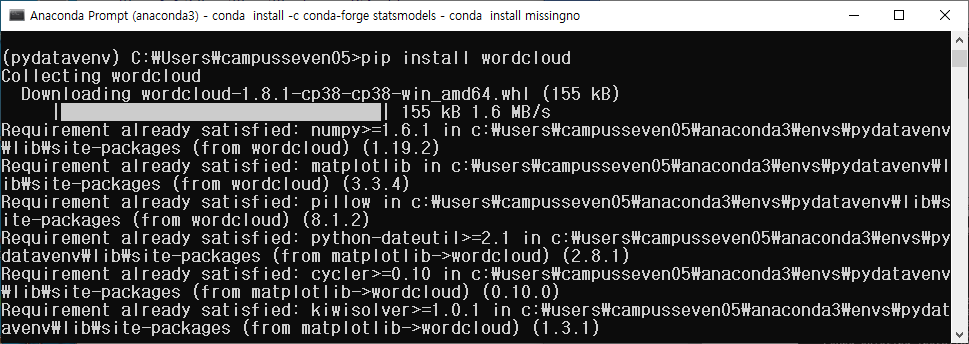 Anaconda Prompt (anaconda3) - conda  install -c conda-forge statsmodels - conda  install missingno
(pydatavenv) C:₩Users₩campusseven05>pip install wordcloud
Collecting wordcloud
  Downloading wordcloud-1.8.1-cp38-cp38-win_amd64.whl (155 kB)
     |████████████████████████████████| 155 kB 1.6 MB/s
Requirement already satisfied: numpy>=1.6.1 in c:₩users₩campusseven05₩anaconda3₩envs₩pydatavenv
₩lib₩site-packages (from wordcloud) (1.19.2)
Requirement already satisfied: matplotlib in c:₩users₩campusseven05₩anaconda3₩envs₩pydatavenv₩l
ib₩site-packages (from wordcloud) (3.3.4)
Requirement already satisfied: pillow in c:₩users₩campusseven05₩anaconda3₩envs₩pydatavenv₩lib₩s
ite-packages (from wordcloud) (8.1.2)
Requirement already satisfied: python-dateutil>=2.1 in c:₩users₩campusseven05₩anaconda3₩envs₩py
datavenv₩lib₩site-packages (from matplotlib->wordcloud) (2.8.1)
Requirement already satisfied: cycler>=0.10 in c:₩users₩campusseven05₩anaconda3₩envs₩pydatavenv
₩lib₩site-packages (from matplotlib->wordcloud) (0.10.0)
Requirement already satisfied: kiwisolver>=1.0.1 in c:₩users₩campusseven05₩anaconda3₩envs₩pydat
avenv₩lib₩site-packages (from matplotlib->wordcloud) (1.3.1)